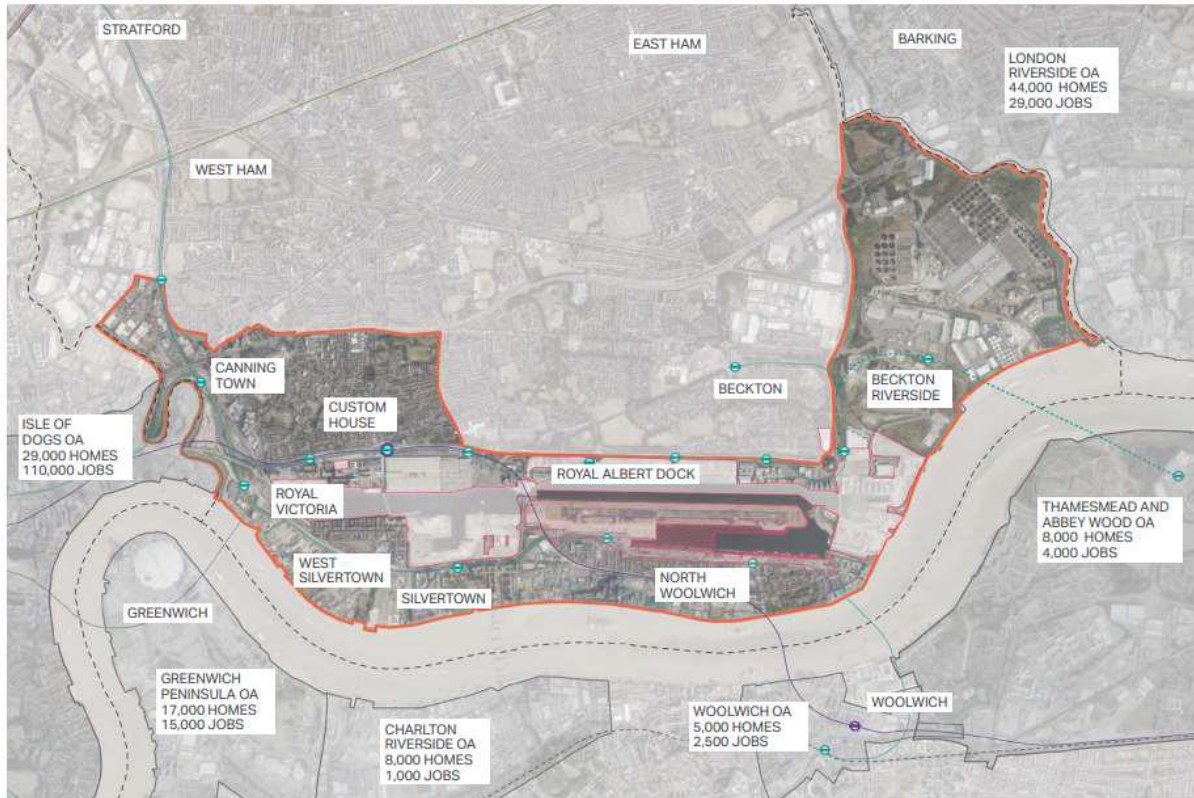 STRATFORD
EAST HAM
BARKING
LONDON
RIVERSIDE OA
44,000 HOMES
29,000 JOBS
WEST HAM
CANNING
TOWN
BECKTON
BECKTON
RIVERSIDE
CUSTOM
HOUSE
ISLE OF
DOGS OA
29,000 HOMES
110,000 JOBS
ROYAL ALBERT DOCK
ROYAL
VICTORIA
THAMESMEAD AND
ABBEY WOOD OA
8,000 HOMES
4,000 JOBS
WEST
SILVERTOWN
SILVERTOWN
NORTH
WOOLWICH
GREENWICH
GREENWICH
PENINSULA OA
17,000 HOMES
15,000 JOBS
CHARLTON
RIVERSIDE OA
8,000 HOMES
1,000 JOBS
WOOLWICH OA
5,000 HOMES
2,500 JOBS
WOOLWICH